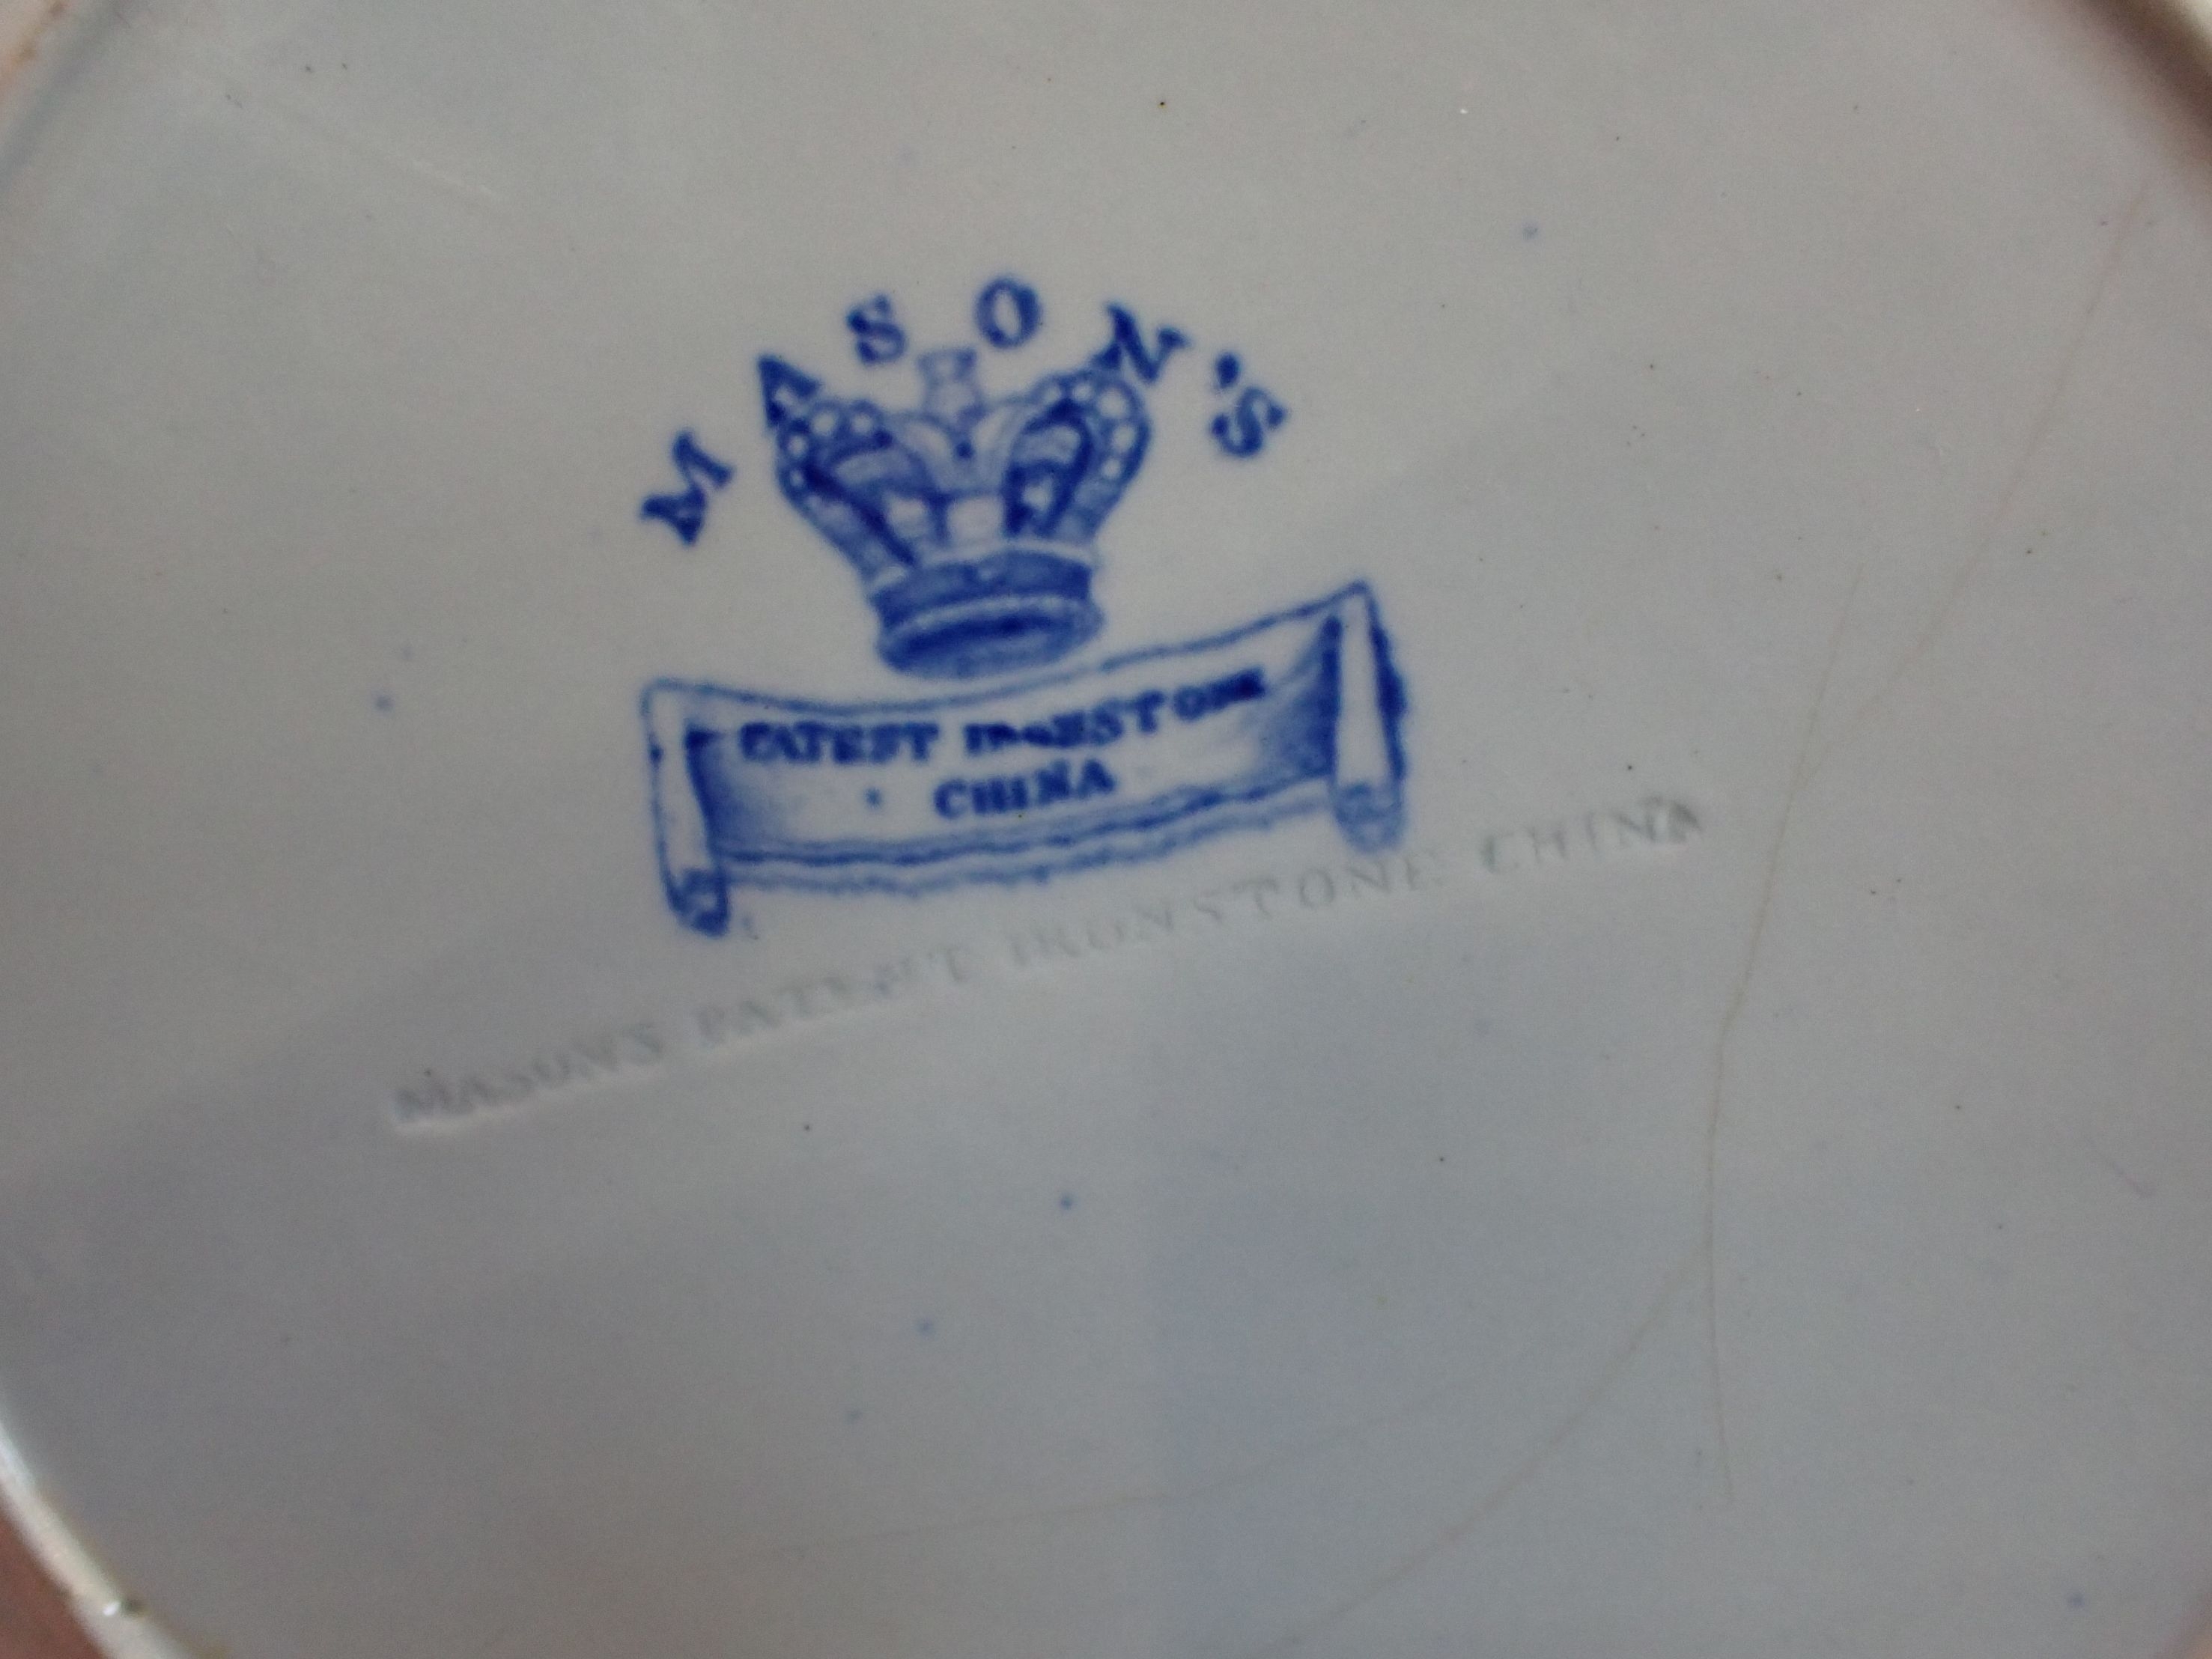 MASON'S
PATENT IRONSTONE
CHINA
MASON'S PATENT IRONSTONE CHINA